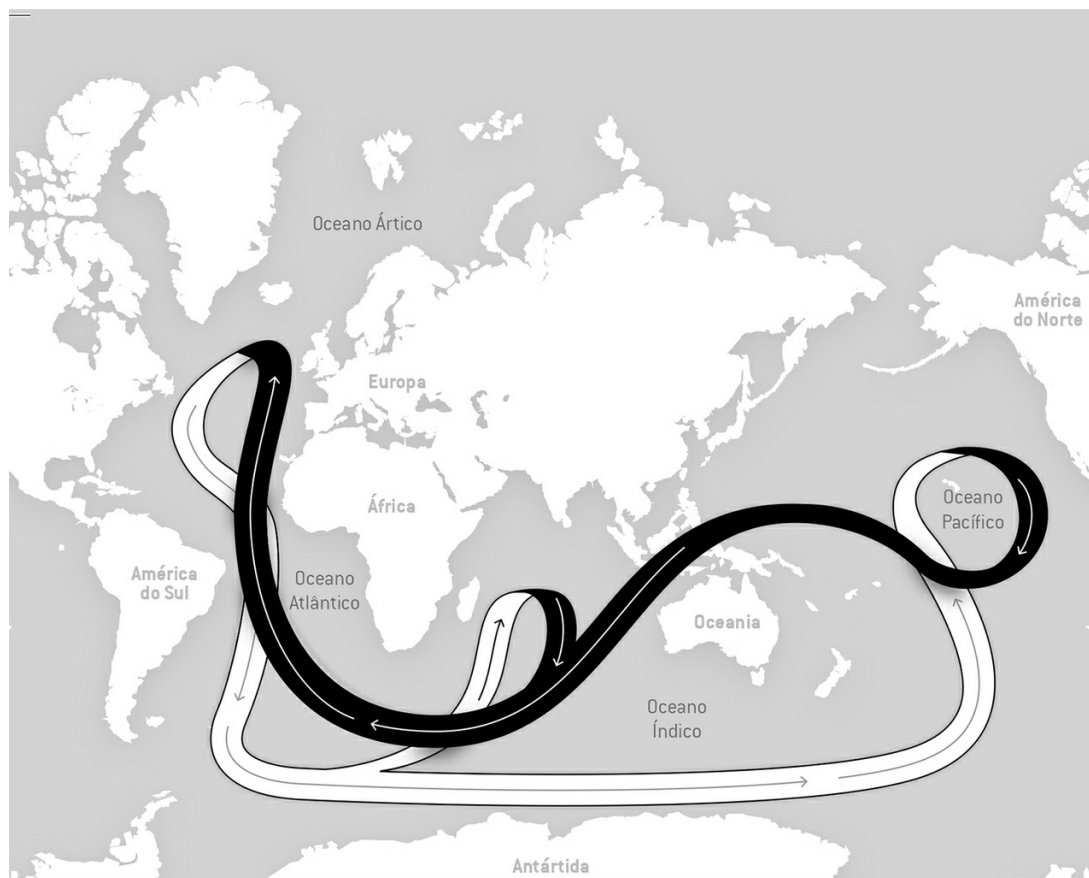 Oceano Ártico
América
do Norte
Europa
África
Oceano
Pacífico
América
do Sul
Oceano
Atlântico
Oceania
Oceano
Índico
Antártida